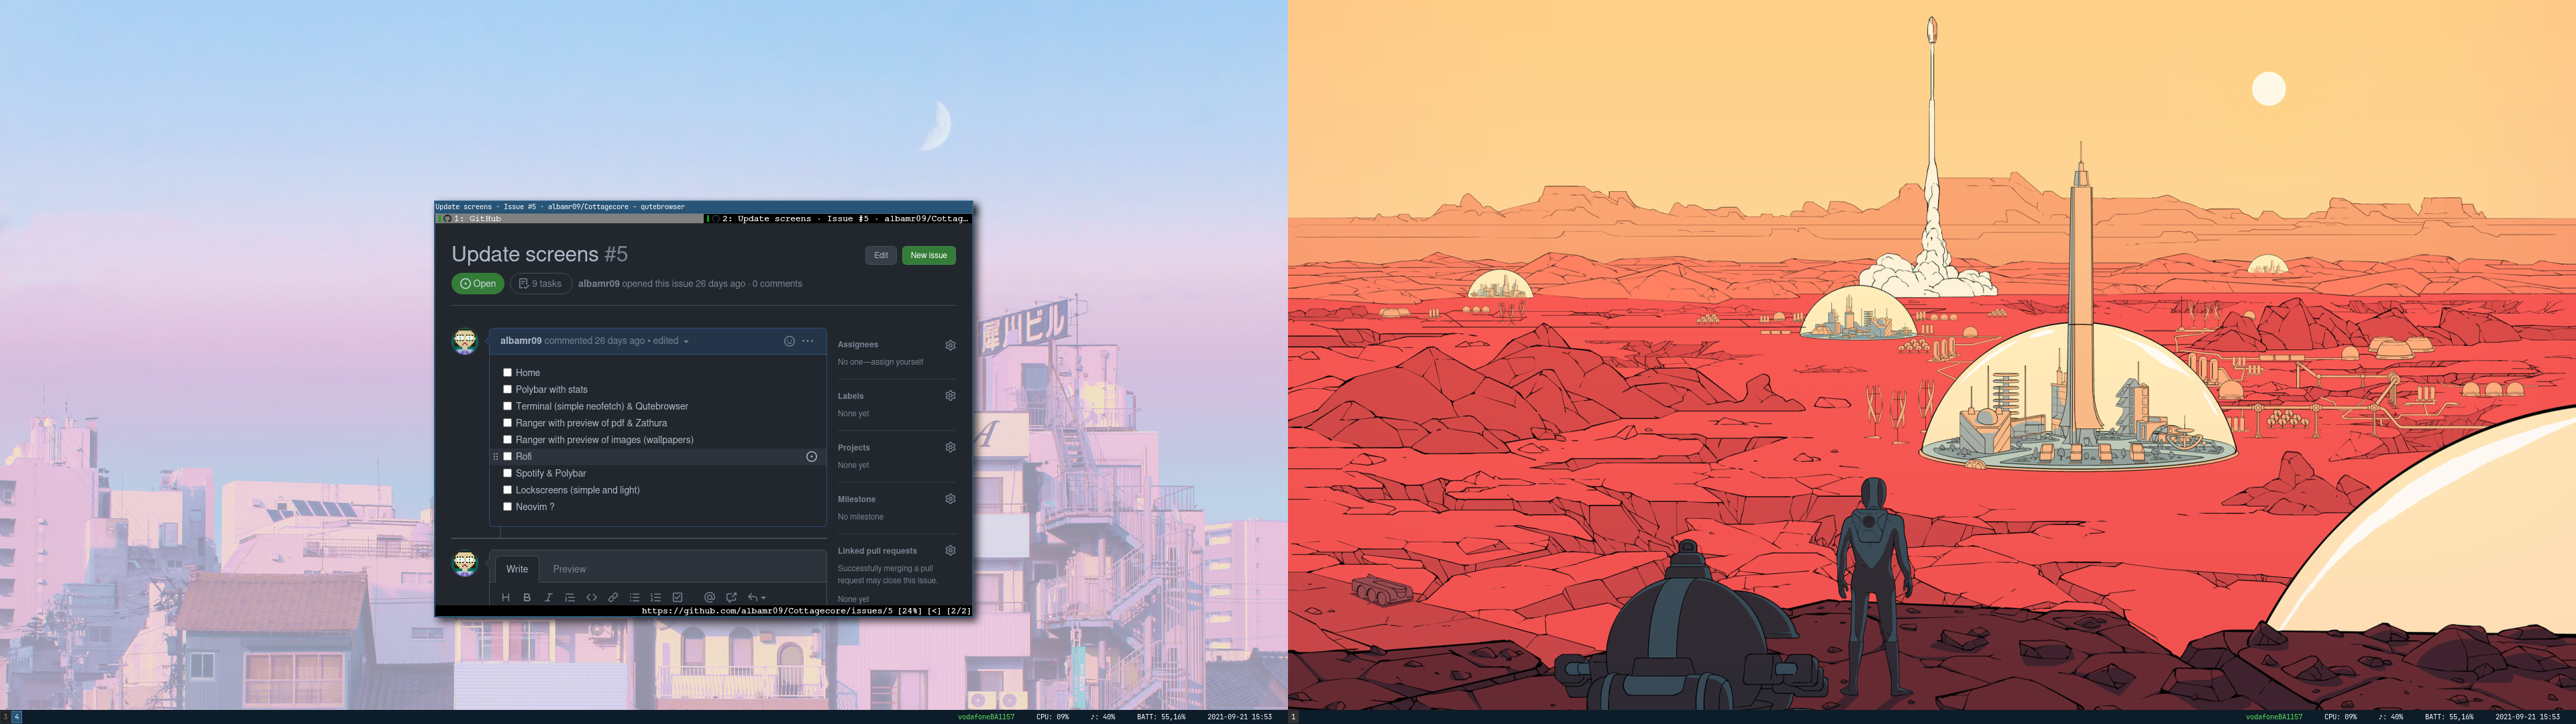 Update screens · Issue #5 · albamr09/Cottagecore - qutebrowser
1: GitHub
2: Update screens · Issue #5 · albamr09/Cottag…
Update screens #5
Edit
New issue
Open
9 tasks
albamr09 opened this issue 26 days ago · 0 comments
albamr09 commented 26 days ago • edited
Home
Polybar with stats
Terminal (simple neofetch) & Qutebrowser
Ranger with preview of pdf & Zathura
Ranger with preview of images (wallpapers)
Rofi
Spotify & Polybar
Lockscreens (simple and light)
Neovim ?
Assignees
No one—assign yourself
Labels
None yet
Projects
None yet
Milestone
No milestone
Linked pull requests
Successfully merging a pull
request may close this issue.
None yet
Write
Preview
https://github.com/albamr09/Cottagecore/issues/5 [24%] [<] [2/2]
犀川ビル
A
3 4
vodafoneBA1157 CPU: 09% ♪: 40% BATT: 55,16% 2021-09-21 15:53
1
vodafoneBA1157 CPU: 09% ♪: 40% BATT: 55,16% 2021-09-21 15:53